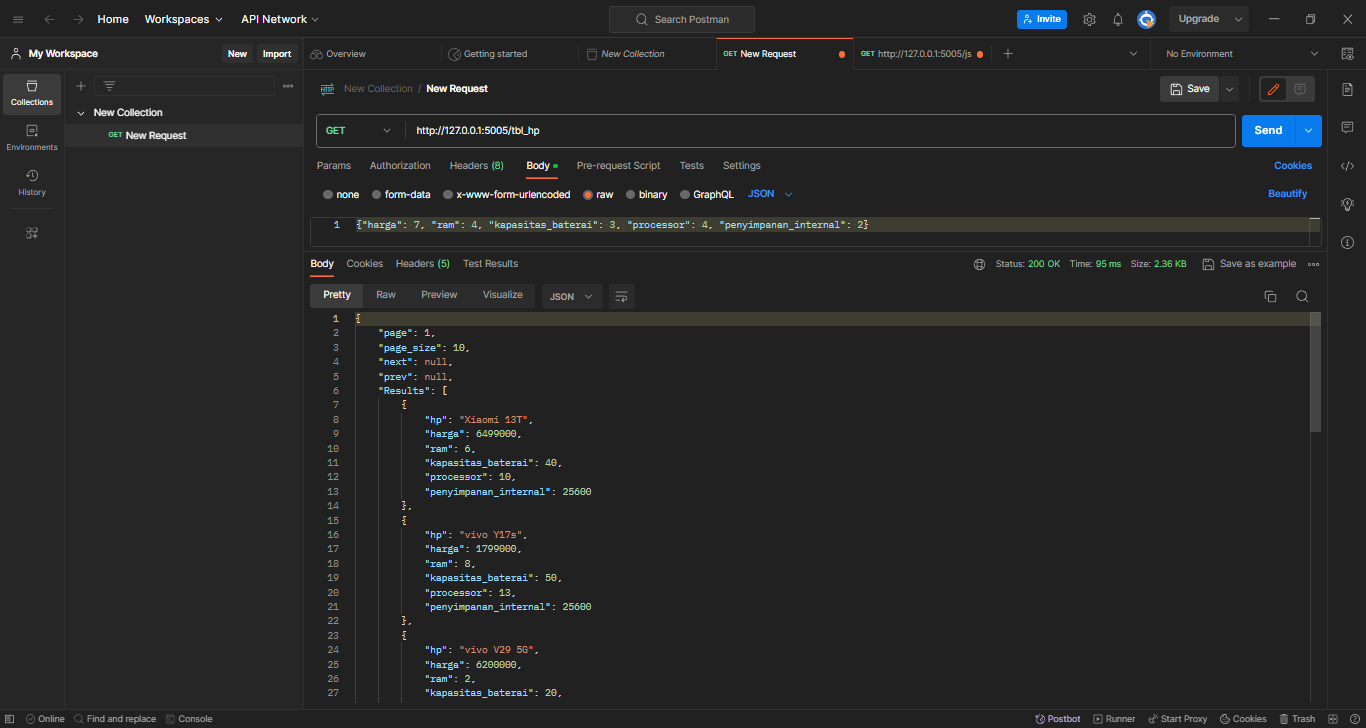 Home Workspaces API Network Search Postman Invite Upgrade
My Workspace New Import Overview Getting started New Collection GET New Request GET http://127.0.0.1:5005/js No Environment
Collections
Environments
History
New Collection
GET New Request
HTTP New Collection / New Request Save
GET http://127.0.0.1:5005/tbl_hp Send
Params Authorization Headers (8) Body Pre-request Script Tests Settings Cookies
none form-data x-www-form-urlencoded raw binary GraphQL JSON Beautify
1 {"harga": 7, "ram": 4, "kapasitas_baterai": 3, "processor": 4, "penyimpanan_internal": 2}
Body Cookies Headers (5) Test Results Status: 200 OK Time: 95 ms Size: 2.36 KB Save as example
Pretty Raw Preview Visualize JSON
1 {
2 "page": 1,
3 "page_size": 10,
4 "next": null,
5 "prev": null,
6 "Results": [
7 {
8 "hp": "Xiaomi 13T",
9 "harga": 6499000,
10 "ram": 6,
11 "kapasitas_baterai": 40,
12 "processor": 10,
13 "penyimpanan_internal": 25600
14 },
15 {
16 "hp": "vivo Y17s",
17 "harga": 1799000,
18 "ram": 8,
19 "kapasitas_baterai": 50,
20 "processor": 13,
21 "penyimpanan_internal": 25600
22 },
23 {
24 "hp": "vivo V29 5G",
25 "harga": 6200000,
26 "ram": 2,
27 "kapasitas_baterai": 20,
Online Find and replace Console Postbot Runner Start Proxy Cookies Trash